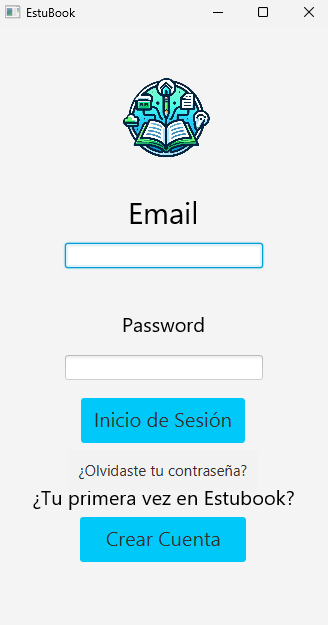 EstuBook
Email
Password
Inicio de Sesión
¿Olvidaste tu contraseña?
¿Tu primera vez en Estubook?
Crear Cuenta